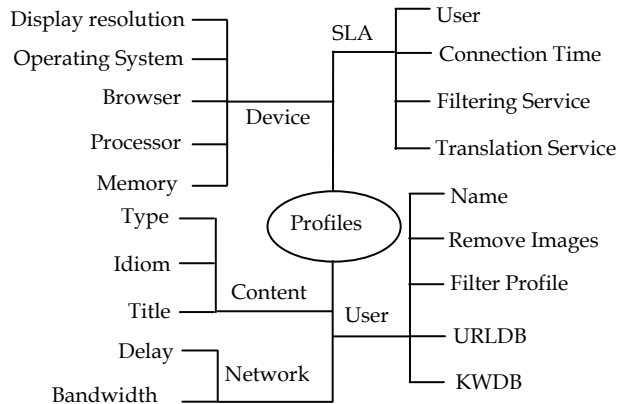 Display resolution
Operating System
Browser
Processor
Memory
Device
SLA
User
Connection Time
Filtering Service
Translation Service
Profiles
Type
Idiom
Title
Content
Delay
Bandwidth
Network
User
Name
Remove Images
Filter Profile
URLDB
KWDB